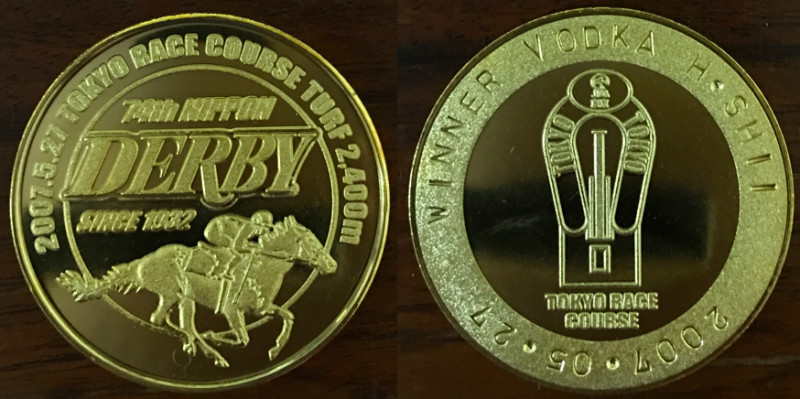 2007.5.27 TOKYO RACE COURSE TURF 2,400m
74th NIPPON
DERBY
SINCE 1932
WINNER VODKA H·SHII
TOKYO TOKYO
TOKYO RACE
COURSE
2007·05·27